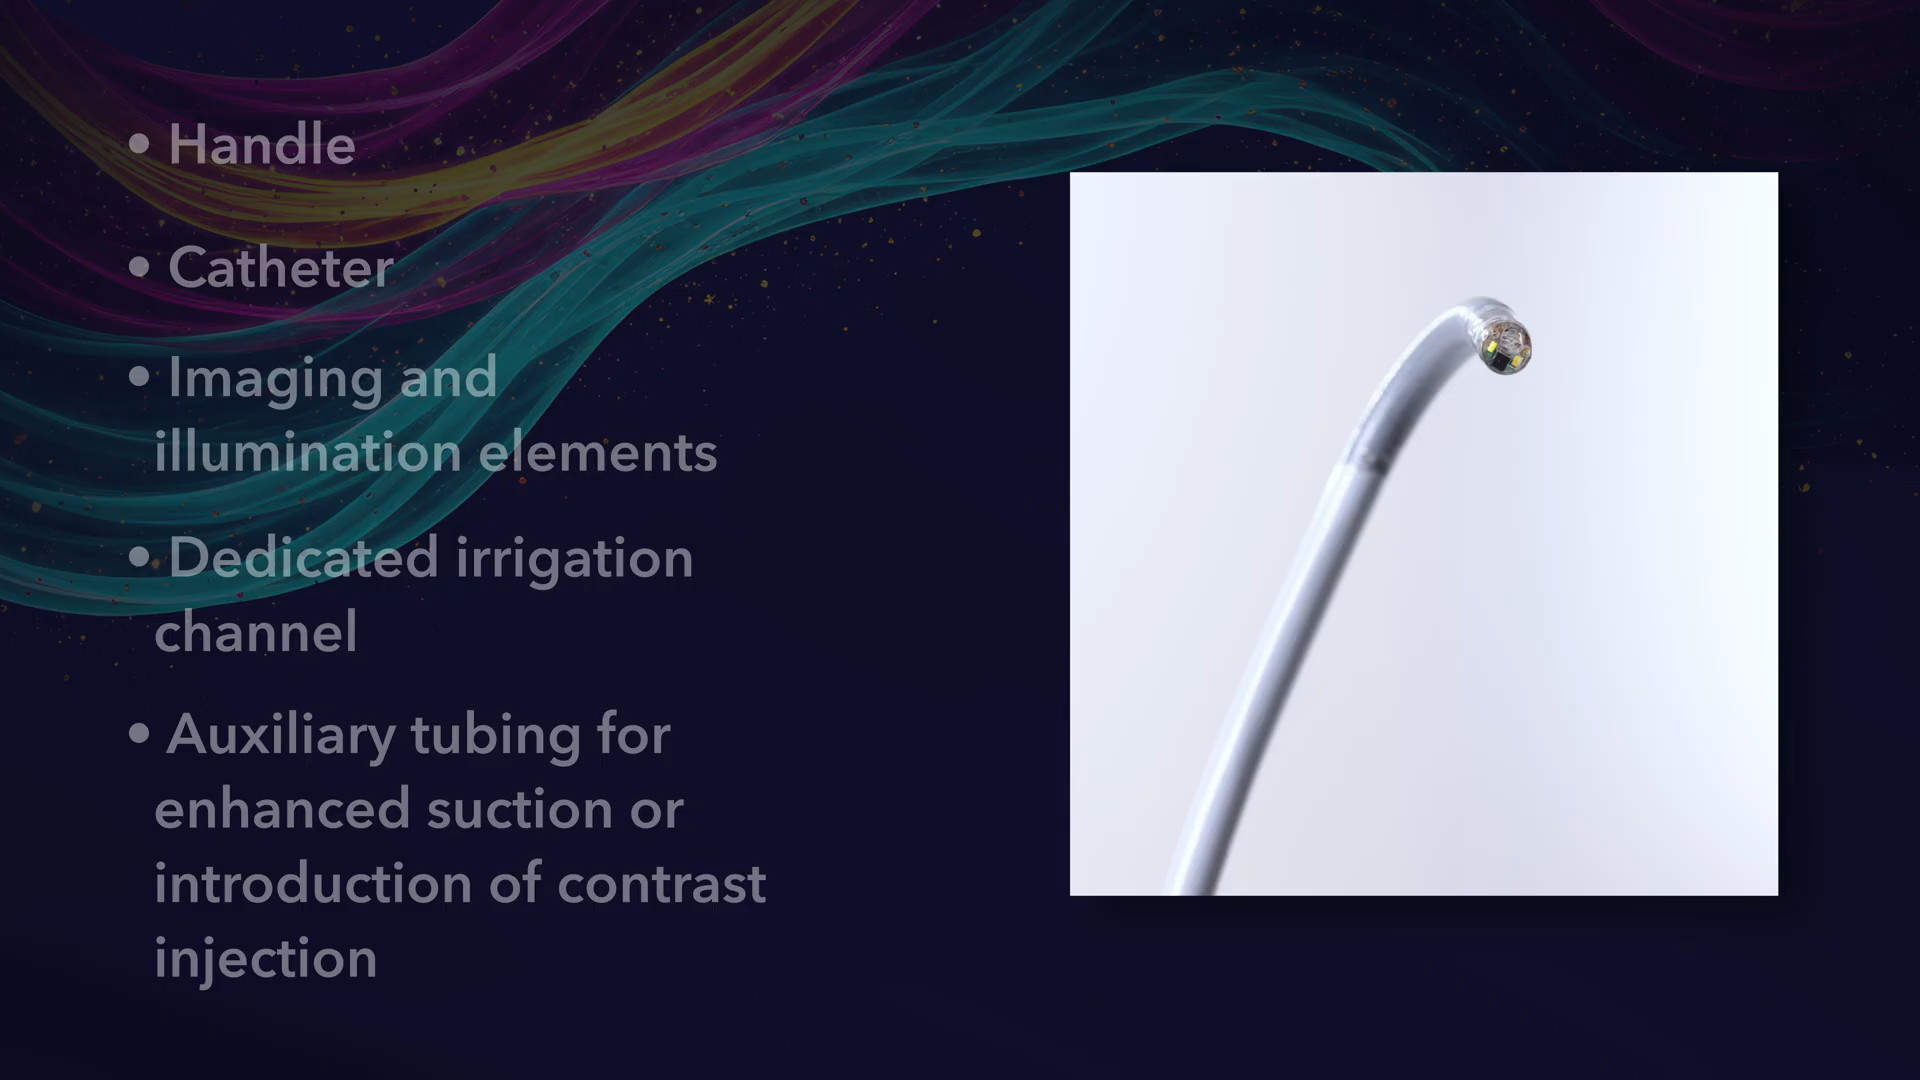 • Handle
• Catheter
• Imaging and
illumination elements
• Dedicated irrigation
channel
• Auxiliary tubing for
enhanced suction or
introduction of contrast
injection